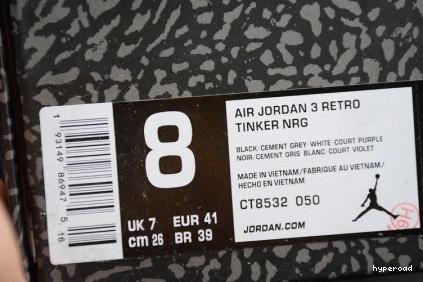 1 93149 86947 5 16
8
UK 7 EUR 41
cm 26 BR 39
AIR JORDAN 3 RETRO
TINKER NRG
BLACK/CEMENT GREY-WHITE-COURT PURPLE
NOIR/CEMENT GRIS-BLANC-COURT VIOLET
MADE IN VIETNAM/FABRIQUE AU VIETNAM/
HECHO EN VIETNAM
CT8532 050
JORDAN.COM
hyperoad